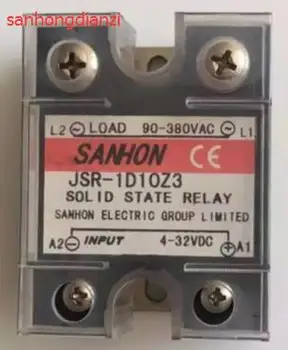 sanhongdianzi
L2 LOAD 90-380VAC L1
SANHON CE
JSR-1D10Z3
SOLID STATE RELAY
SANHON ELECTRIC GROUP LIMITED
A2 INPUT 4-32VDC A1